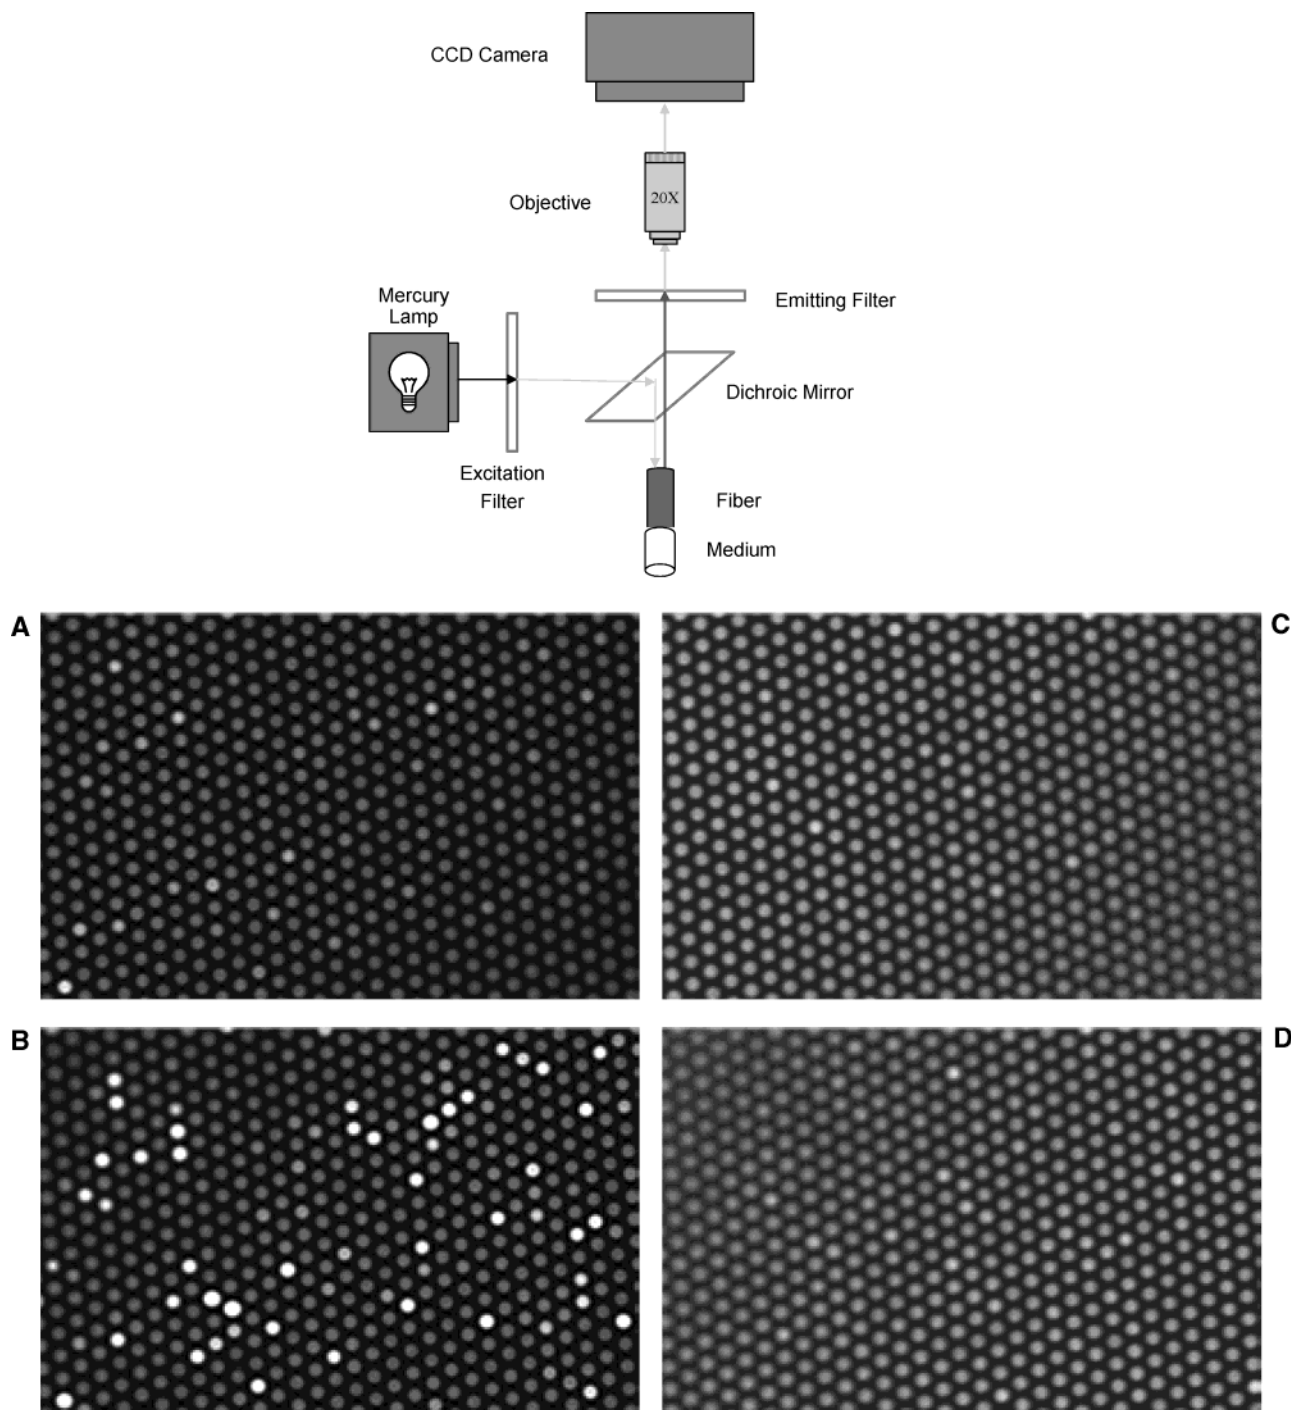 CCD Camera
Objective
20X
Mercury
Lamp
Emitting Filter
Dichroic Mirror
Excitation
Filter
Fiber
Medium
A
C
B
D